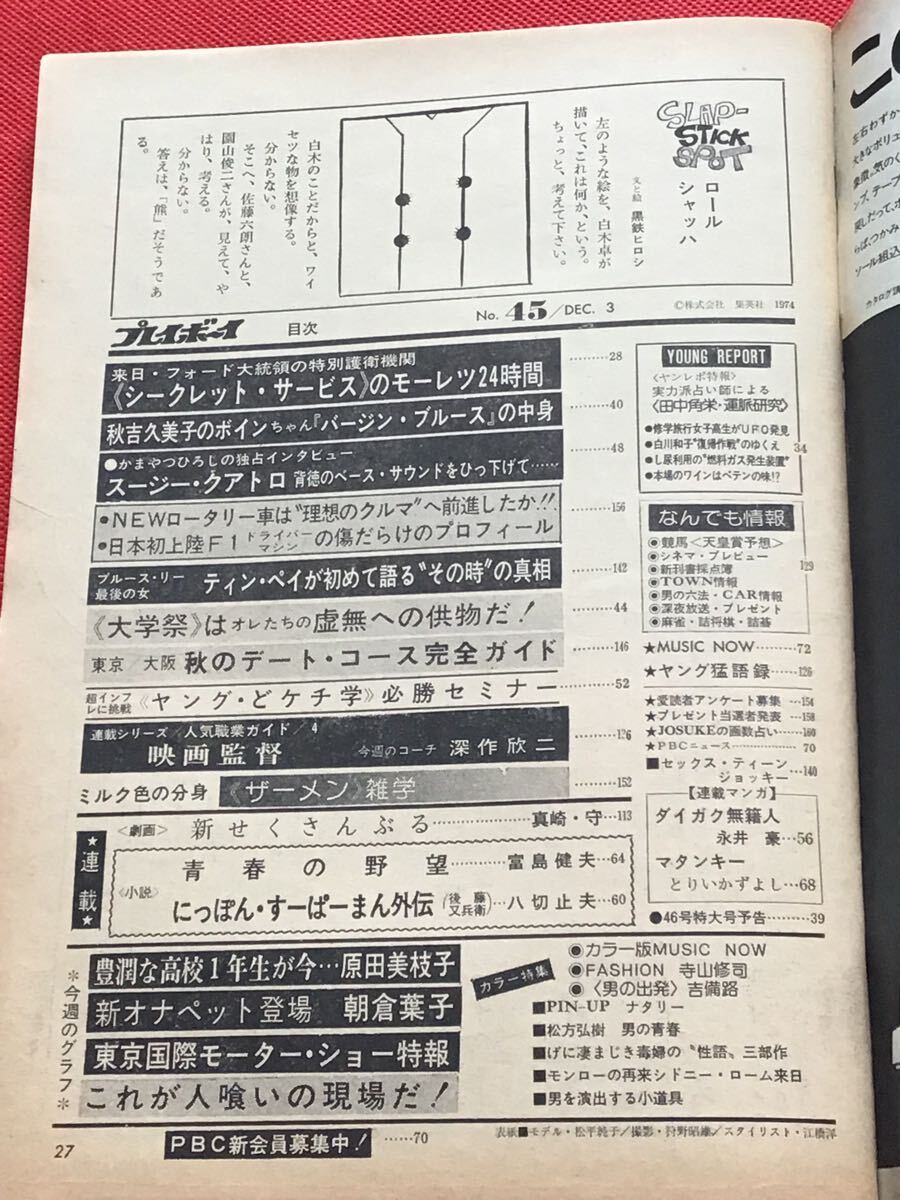 SLAP-
STICK
SPOT
ロール
シャッハ
文と絵 黒鉄ヒロシ
左のような絵を、白木卓が
描いて、これは何か、という。
ちょっと、考えて下さい。
白木のことだからと、ワイ
セツな物を想像する。
分からない。
そこへ、佐藤六朗さんと、
園山俊二さんが、見えて、や
はり、考える。
分からない。
答えは、「熊」だそうであ
る。
プレイボーイ 目次 No. 45/DEC. 3 ©株式会社 集英社 1974
来日・フォード大統領の特別護衛機関
《シークレット・サービス》のモーレツ24時間………28
秋吉久美子のボインちゃん『バージン・ブルース』の中身………40
●かまやつひろしの独占インタビュー
スージー・クアトロ 背徳のベース・サウンドをひっ下げて……………48
●NEWロータリー車は“理想のクルマ”へ前進したか!!
●日本初上陸F1ドライバーマシンの傷だらけのプロフィール………156
ブルース・リー最後の女 ティン・ペイが初めて語る“その時”の真相………142
《大学祭》はオレたちの虚無への供物だ!………44
東京/大阪 秋のデート・コース完全ガイド………146
超インフレに挑戦 《ヤング・どケチ学》必勝セミナー………52
連載シリーズ/人気職業ガイド/4
映画監督 今週のコーチ 深作欣二………126
ミルク色の分身 《ザーメン》雑学………152
★連載★
<劇画> 新せくさんぶる………真崎・守…113
<小説>
青春の野望………富島健夫…64
にっぽん・すーぱーまん外伝(後藤又兵衛)…八切止夫…60
YOUNG REPORT
〈ヤンレポ特報〉
実力派占い師による
〈田中角栄・運脈研究〉
●修学旅行女子高生がUFO発見
●白川和子“復帰作戦”のゆくえ
●し尿利用の“燃料ガス発生装置”
●本場のワインはペテンの味!?
34
なんでも情報
◉競馬<天皇賞予想>
◉シネマ・プレビュー
◉新刊書採点簿
◉TOWN情報
◉男の六法・CAR情報
◉深夜放送・プレゼント
◉麻雀・詰将棋・詰碁
129
★MUSIC NOW………72
★ヤング猛語録………126
★愛読者アンケート募集…154
★プレゼント当選者発表…158
★JOSUKEの画数占い…160
★PBCニュース………70
■セックス・ティーン
ジョッキー…140
【連載マンガ】
ダイガク無籍人
永井 豪…56
マタンキー
とりいかずよし…68
●46号特大号予告………39
*今週のグラフ*
豊潤な高校1年生が今…原田美枝子
新オナペット登場 朝倉葉子
東京国際モーター・ショー特報
これが人喰いの現場だ!
カラー特集
◉カラー版MUSIC NOW
◉FASHION 寺山修司
◉〈男の出発〉吉備路
■PIN-UP ナタリー
■松方弘樹 男の青春
■げに凄まじき毒婦の〝性語〟三部作
■モンローの再来シドニー・ローム来日
■男を演出する小道具
PBC新会員募集中!……70
表紙■モデル・松平純子/撮影・狩野昭雄/スタイリスト・江橋洋
27
左右わずか
大きなボリュ
カタログ請